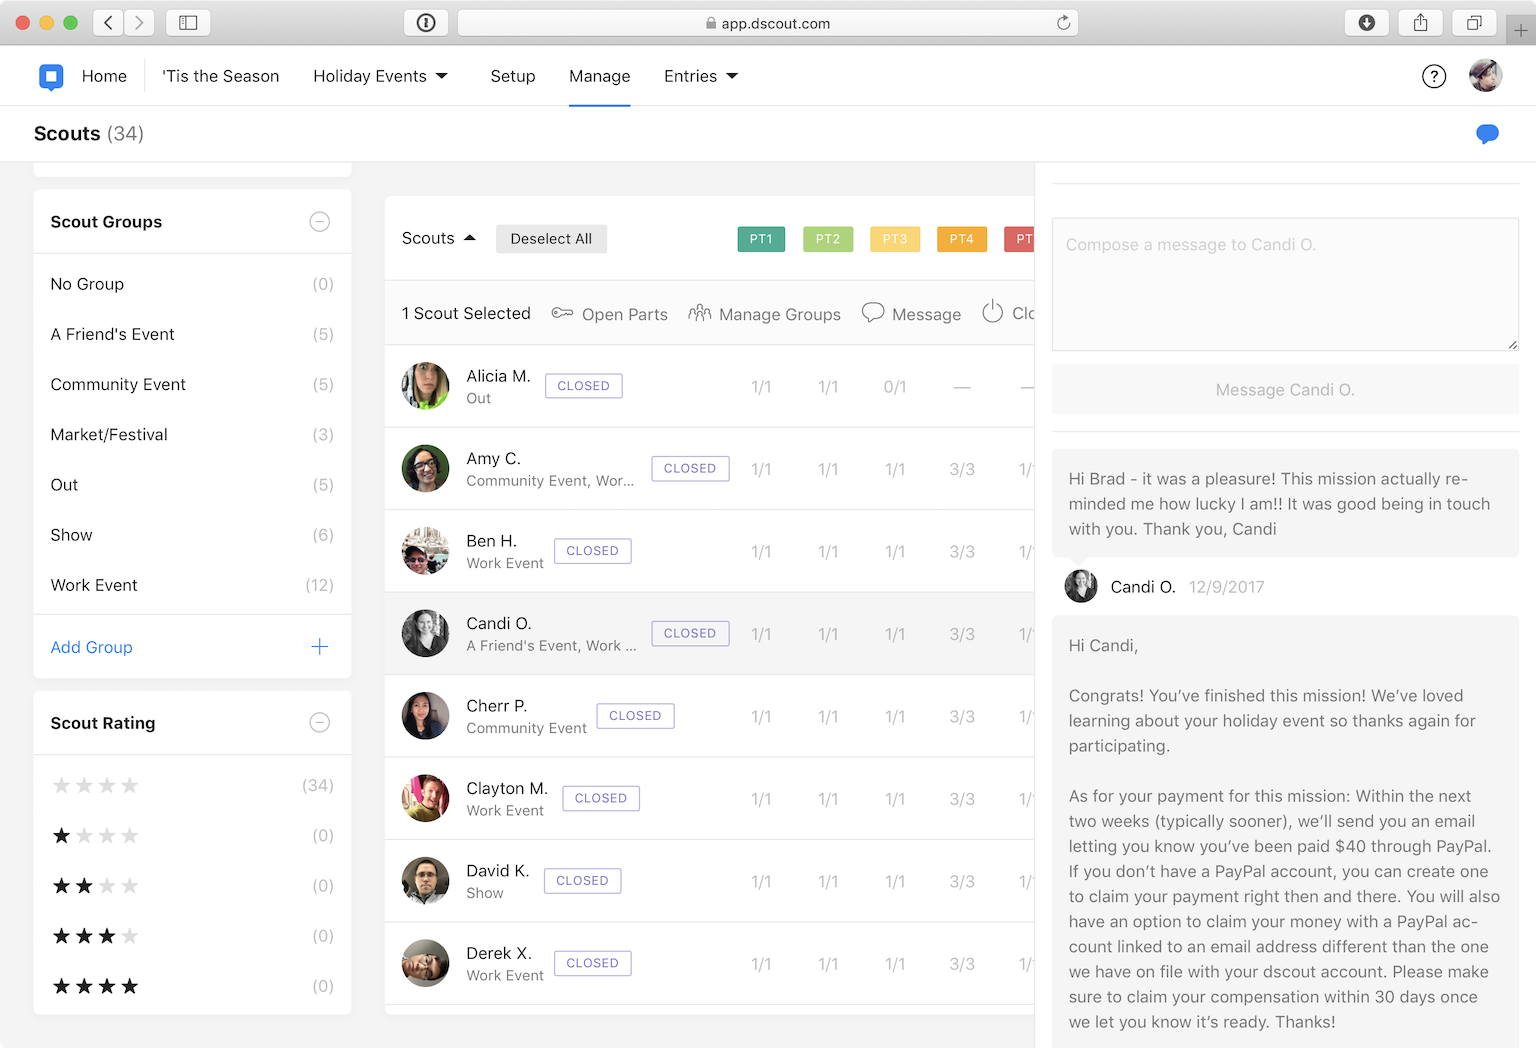 app.dscout.com
Home
'Tis the Season
Holiday Events
Setup
Manage
Entries
?
Scouts (34)
Scout Groups
No Group (0)
A Friend's Event (5)
Community Event (5)
Market/Festival (3)
Out (5)
Show (6)
Work Event (12)
Add Group
Scout Rating
(34)
(0)
(0)
(0)
(0)
Scouts
Deselect All
PT1 PT2 PT3 PT4 PT
1 Scout Selected Open Parts Manage Groups Message Clo
Alicia M. CLOSED 1/1 1/1 0/1 — —
Out
Amy C. CLOSED 1/1 1/1 1/1 3/3 1/
Community Event, Wor...
Ben H. CLOSED 1/1 1/1 1/1 3/3 1/
Work Event
Candi O. CLOSED 1/1 1/1 1/1 3/3 1/
A Friend's Event, Work ...
Cherr P. CLOSED 1/1 1/1 1/1 3/3 1/
Community Event
Clayton M. CLOSED 1/1 1/1 1/1 3/3 1/
Work Event
David K. CLOSED 1/1 1/1 1/1 3/3 1/
Show
Derek X. CLOSED 1/1 1/1 1/1 3/3 1/
Work Event
Compose a message to Candi O.
Message Candi O.
Hi Brad - it was a pleasure! This mission actually re-
minded me how lucky I am!! It was good being in touch
with you. Thank you, Candi
Candi O. 12/9/2017
Hi Candi,
Congrats! You’ve finished this mission! We’ve loved
learning about your holiday event so thanks again for
participating.
As for your payment for this mission: Within the next
two weeks (typically sooner), we’ll send you an email
letting you know you’ve been paid $40 through PayPal.
If you don’t have a PayPal account, you can create one
to claim your payment right then and there. You will also
have an option to claim your money with a PayPal ac-
count linked to an email address different than the one
we have on file with your dscout account. Please make
sure to claim your compensation within 30 days once
we let you know it’s ready. Thanks!